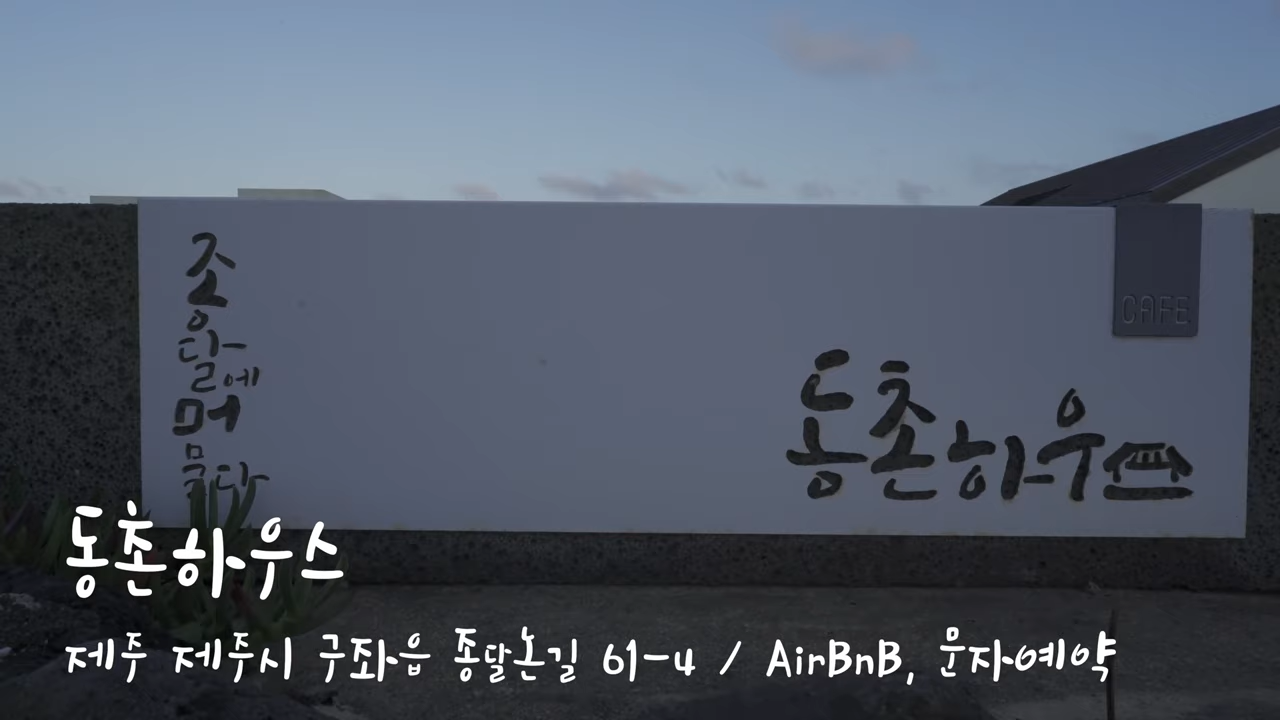 종
달에
머
물다
CAFE
동촌하우스
동촌하우스
제주 제주시 구좌읍 종달논길 61-4 / AirBnB, 문자예약